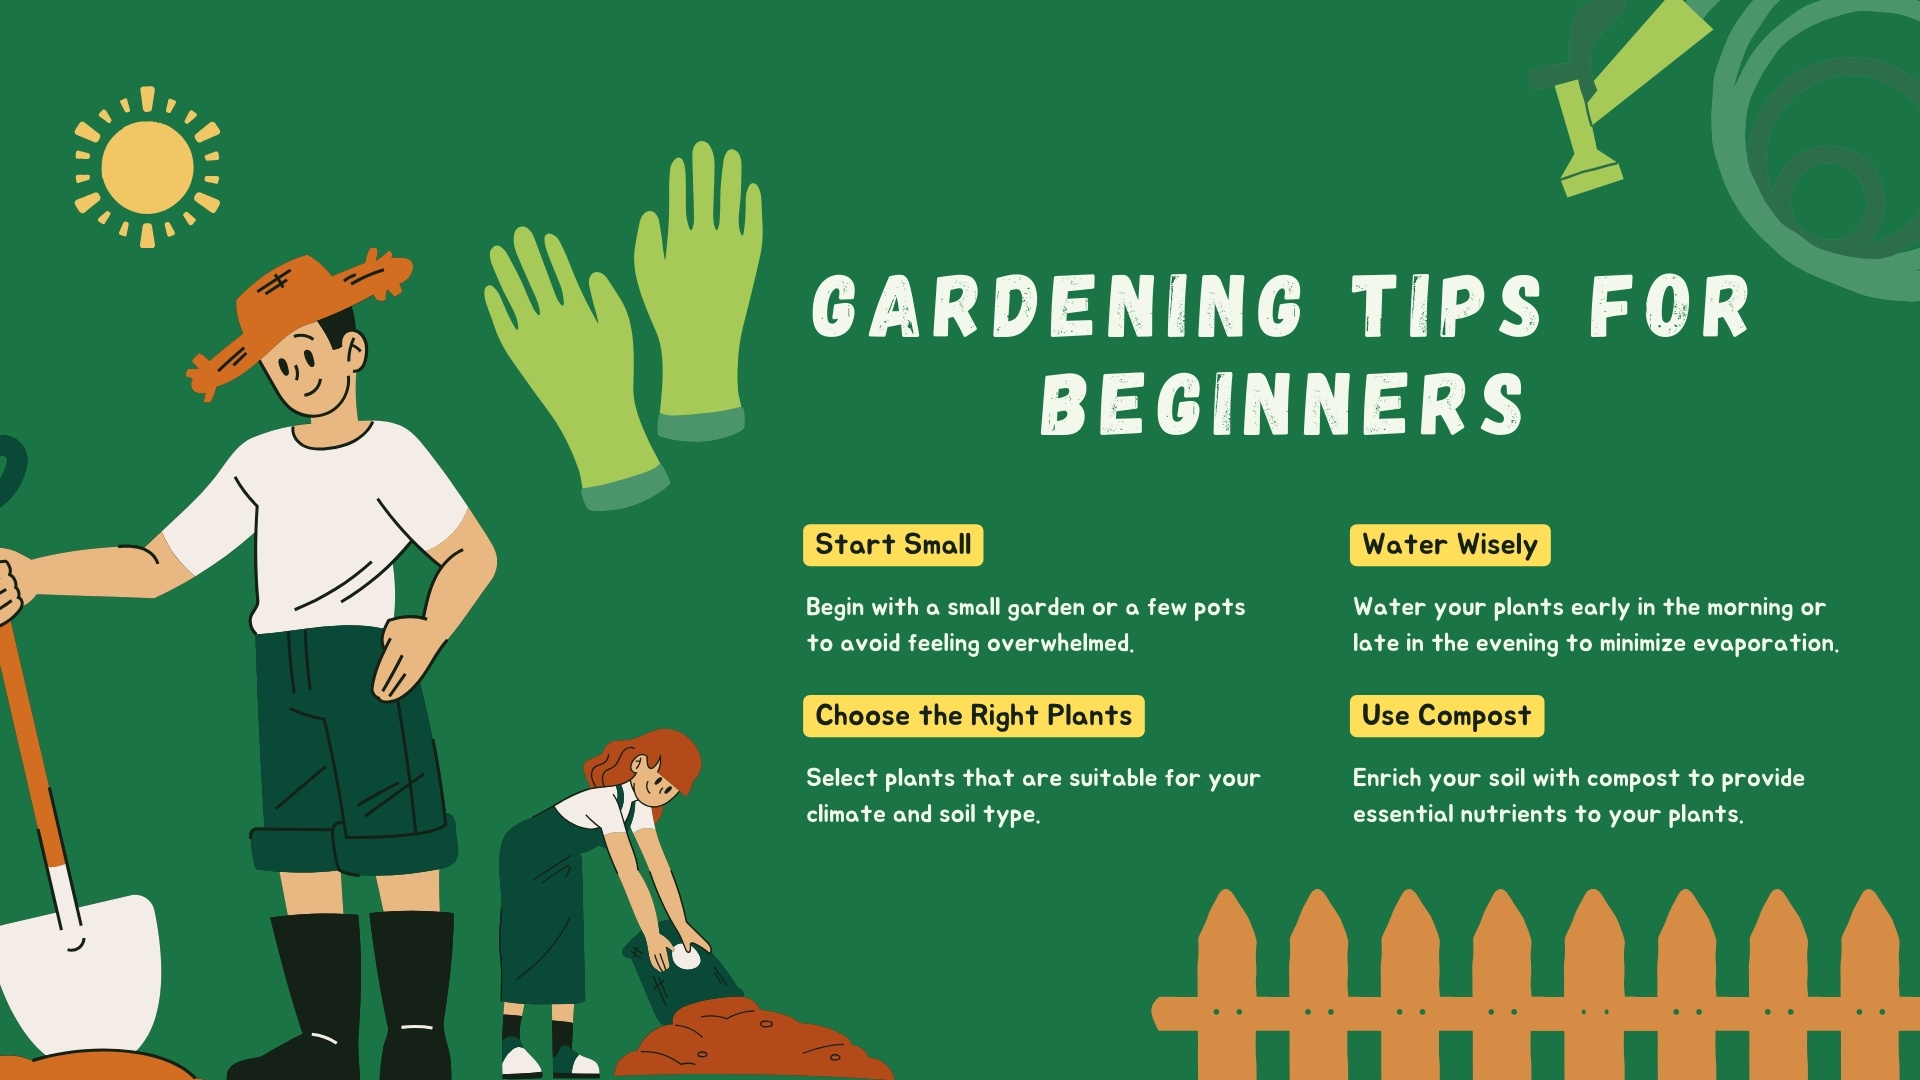 GARDENING TIPS FOR
BEGINNERS
Start Small
Begin with a small garden or a few pots
to avoid feeling overwhelmed.
Choose the Right Plants
Select plants that are suitable for your
climate and soil type.
Water Wisely
Water your plants early in the morning or
late in the evening to minimize evaporation.
Use Compost
Enrich your soil with compost to provide
essential nutrients to your plants.